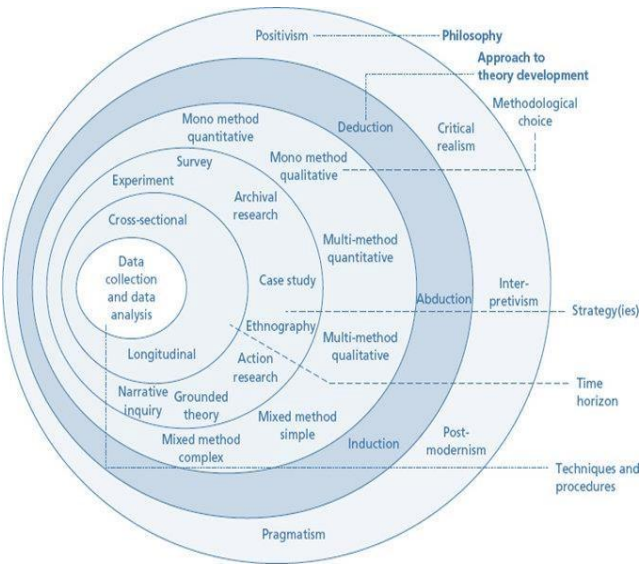 Positivism
Philosophy
Approach to
theory development
Methodological
choice
Deduction
Critical
realism
Mono method
quantitative
Mono method
qualitative
Survey
Experiment
Archival
research
Cross-sectional
Multi-method
quantitative
Data
collection
and data
analysis
Case study
Inter-
pretivism
Abduction
Strategy(ies)
Ethnography
Multi-method
qualitative
Longitudinal
Action
research
Time
horizon
Narrative
inquiry
Grounded
theory
Mixed method
simple
Mixed method
complex
Induction
Post-
modernism
Techniques and
procedures
Pragmatism